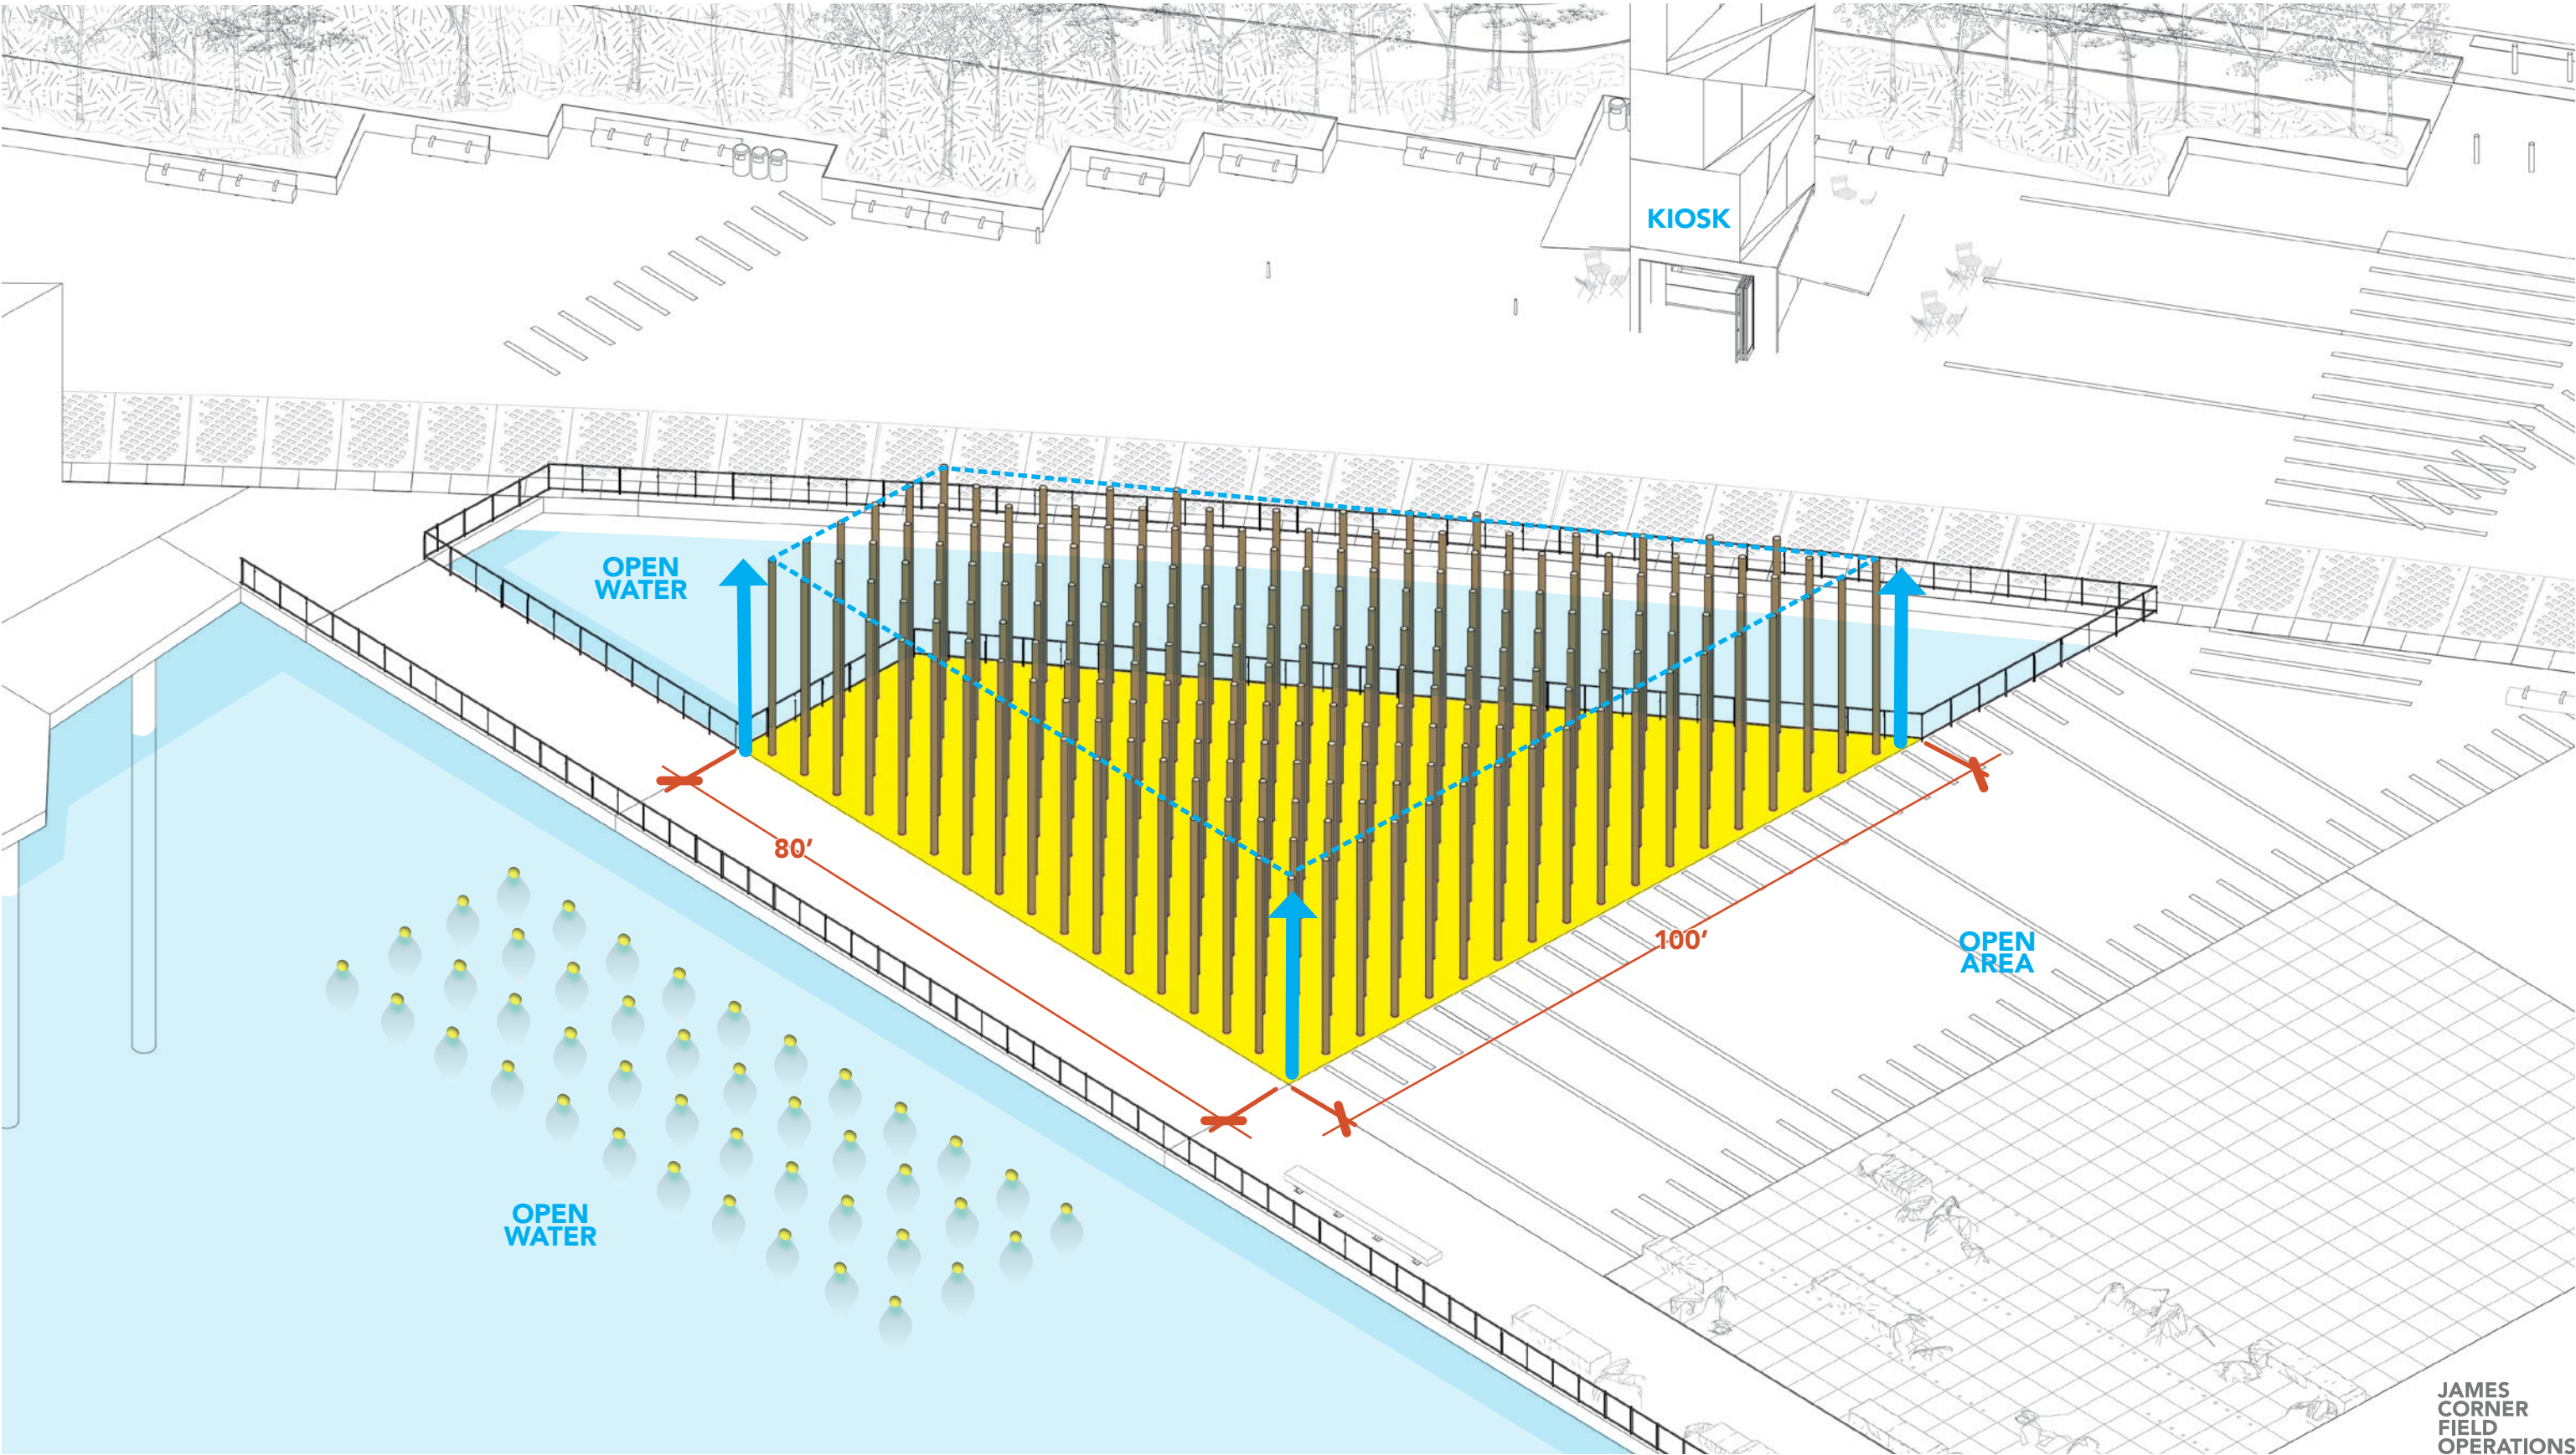 KIOSK
OPEN
WATER
80’
100’
OPEN
AREA
OPEN
WATER
JAMES
CORNER
FIELD
OPERATIONS